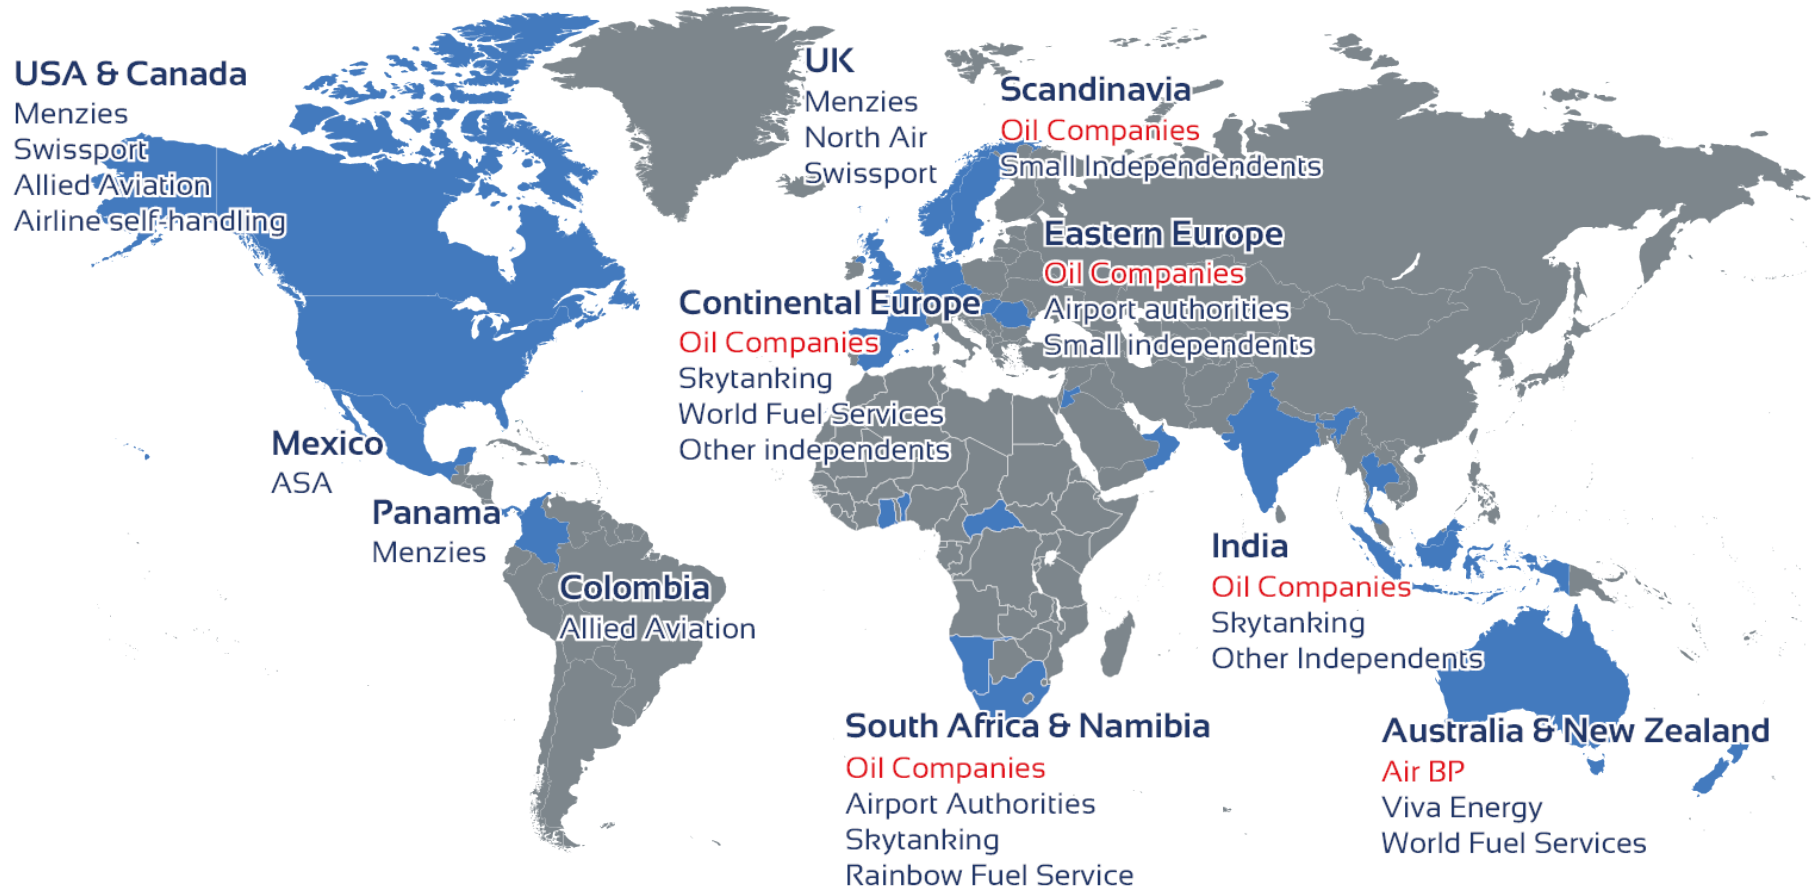 USA & Canada
Menzies
Swissport
Allied Aviation
Airline self-handling
UK
Menzies
North Air
Swissport
Scandinavia
Oil Companies
Small Independendents
Eastern Europe
Oil Companies
Airport authorities
Small independents
Continental Europe
Oil Companies
Skytanking
World Fuel Services
Other independents
Mexico
ASA
Panama
Menzies
Colombia
Allied Aviation
India
Oil Companies
Skytanking
Other Independents
South Africa & Namibia
Oil Companies
Airport Authorities
Skytanking
Rainbow Fuel Service
Australia & New Zealand
Air BP
Viva Energy
World Fuel Services